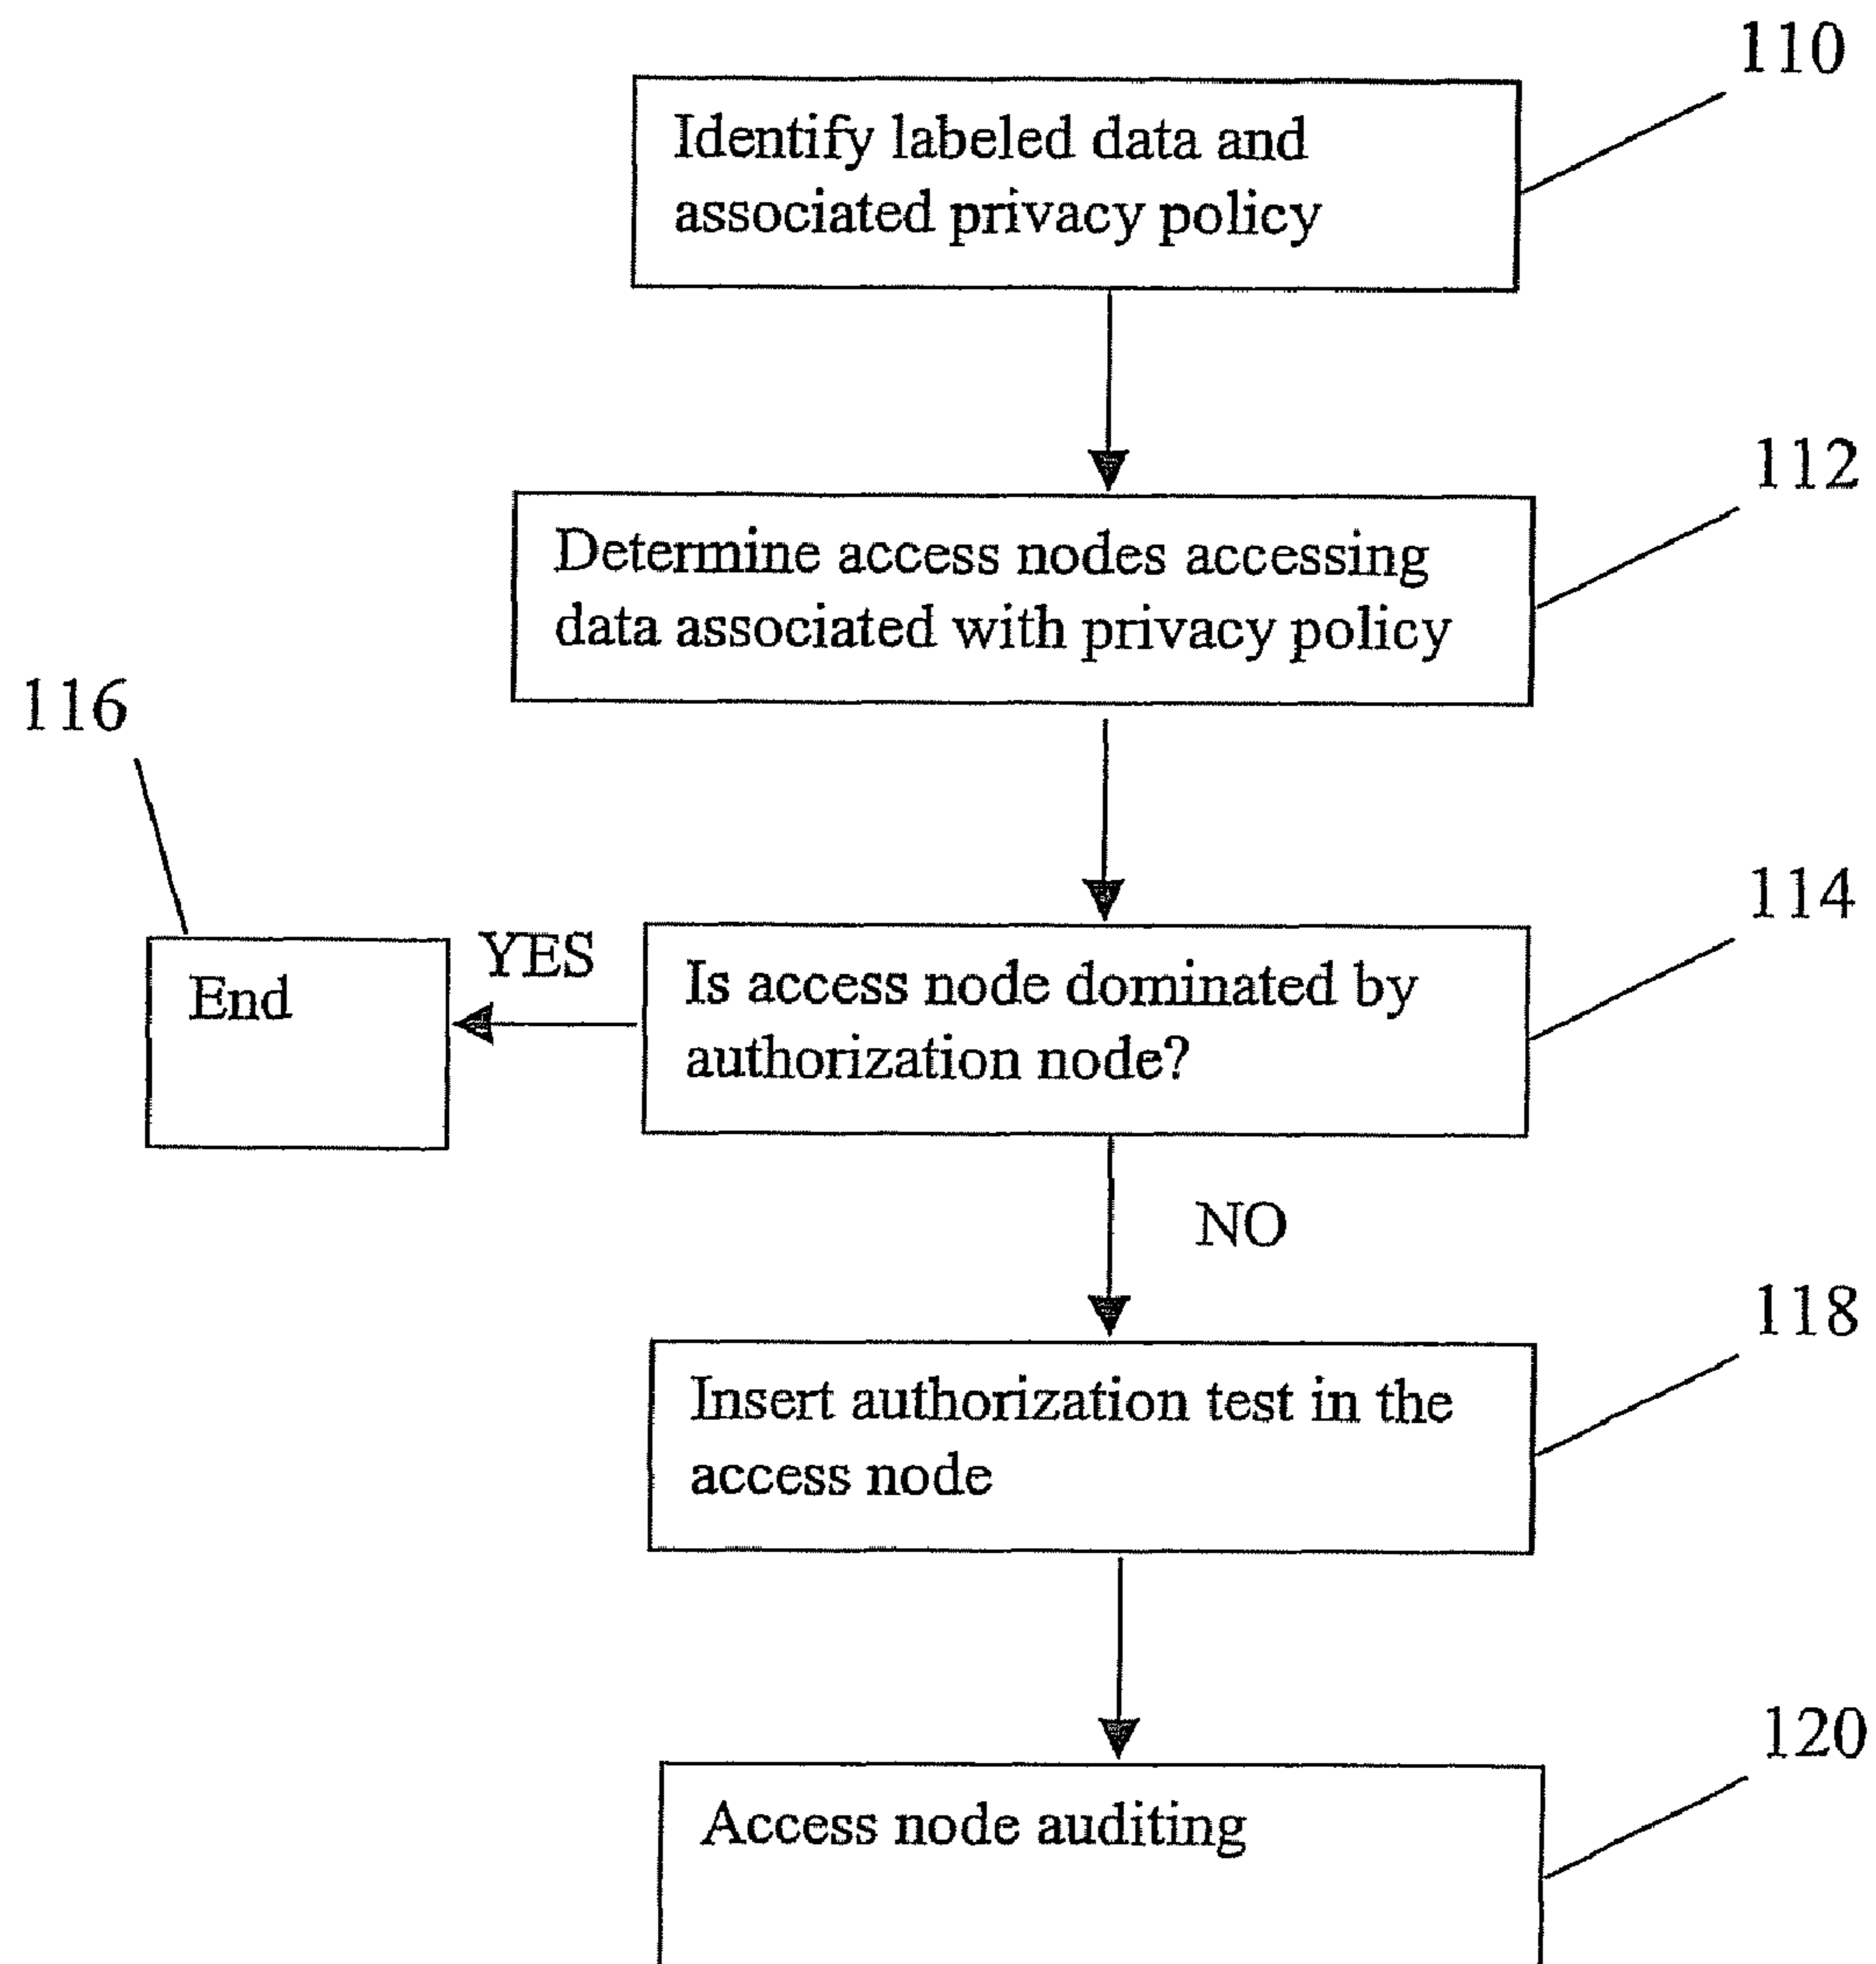 110
Identify labeled data and
associated privacy policy
112
Determine access nodes accessing
data associated with privacy policy
116
114
End
YES
Is access node dominated by
authorization node?
NO
118
Insert authorization test in the
access node
120
Access node auditing